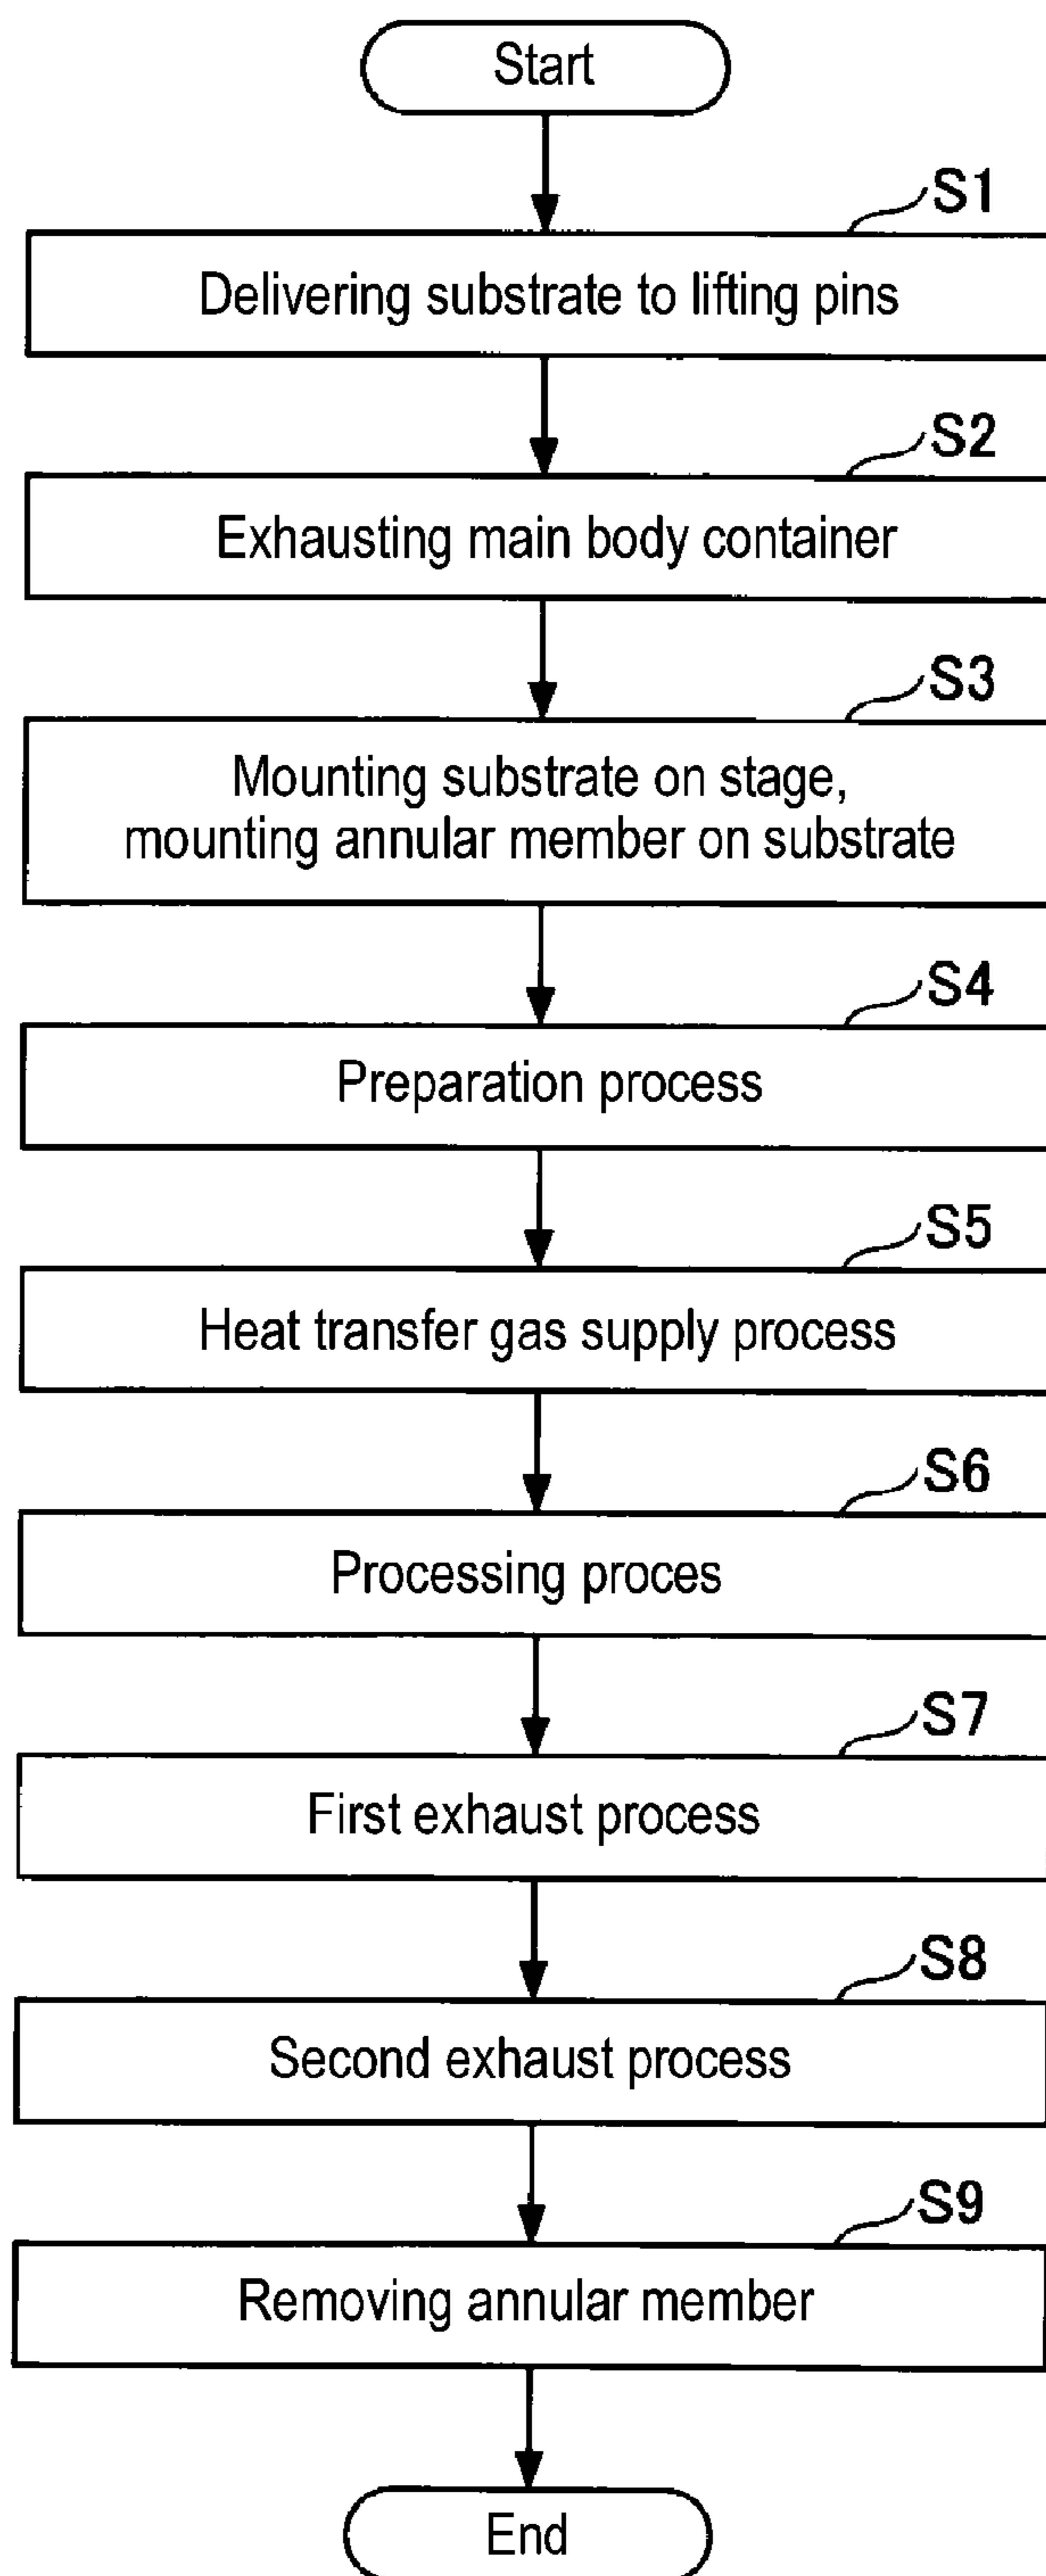 Start
S1
Delivering substrate to lifting pins
S2
Exhausting main body container
S3
Mounting substrate on stage,
mounting annular member on substrate
S4
Preparation process
S5
Heat transfer gas supply process
S6
Processing proces
S7
First exhaust process
S8
Second exhaust process
S9
Removing annular member
End